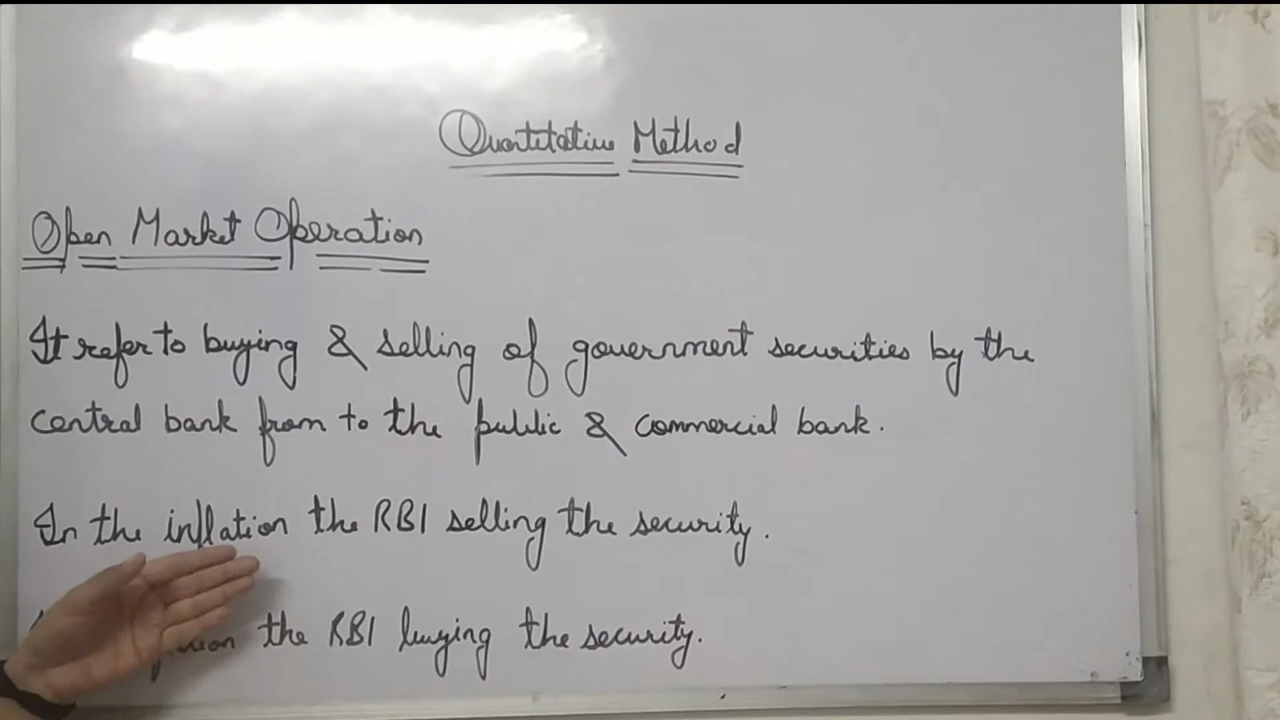 Quantitative Method
Open Market Operation
It refer to buying & selling of government securities by the
central bank from to the public & commercial bank.
In the inflation the RBI selling the security.
the RBI buying the security.